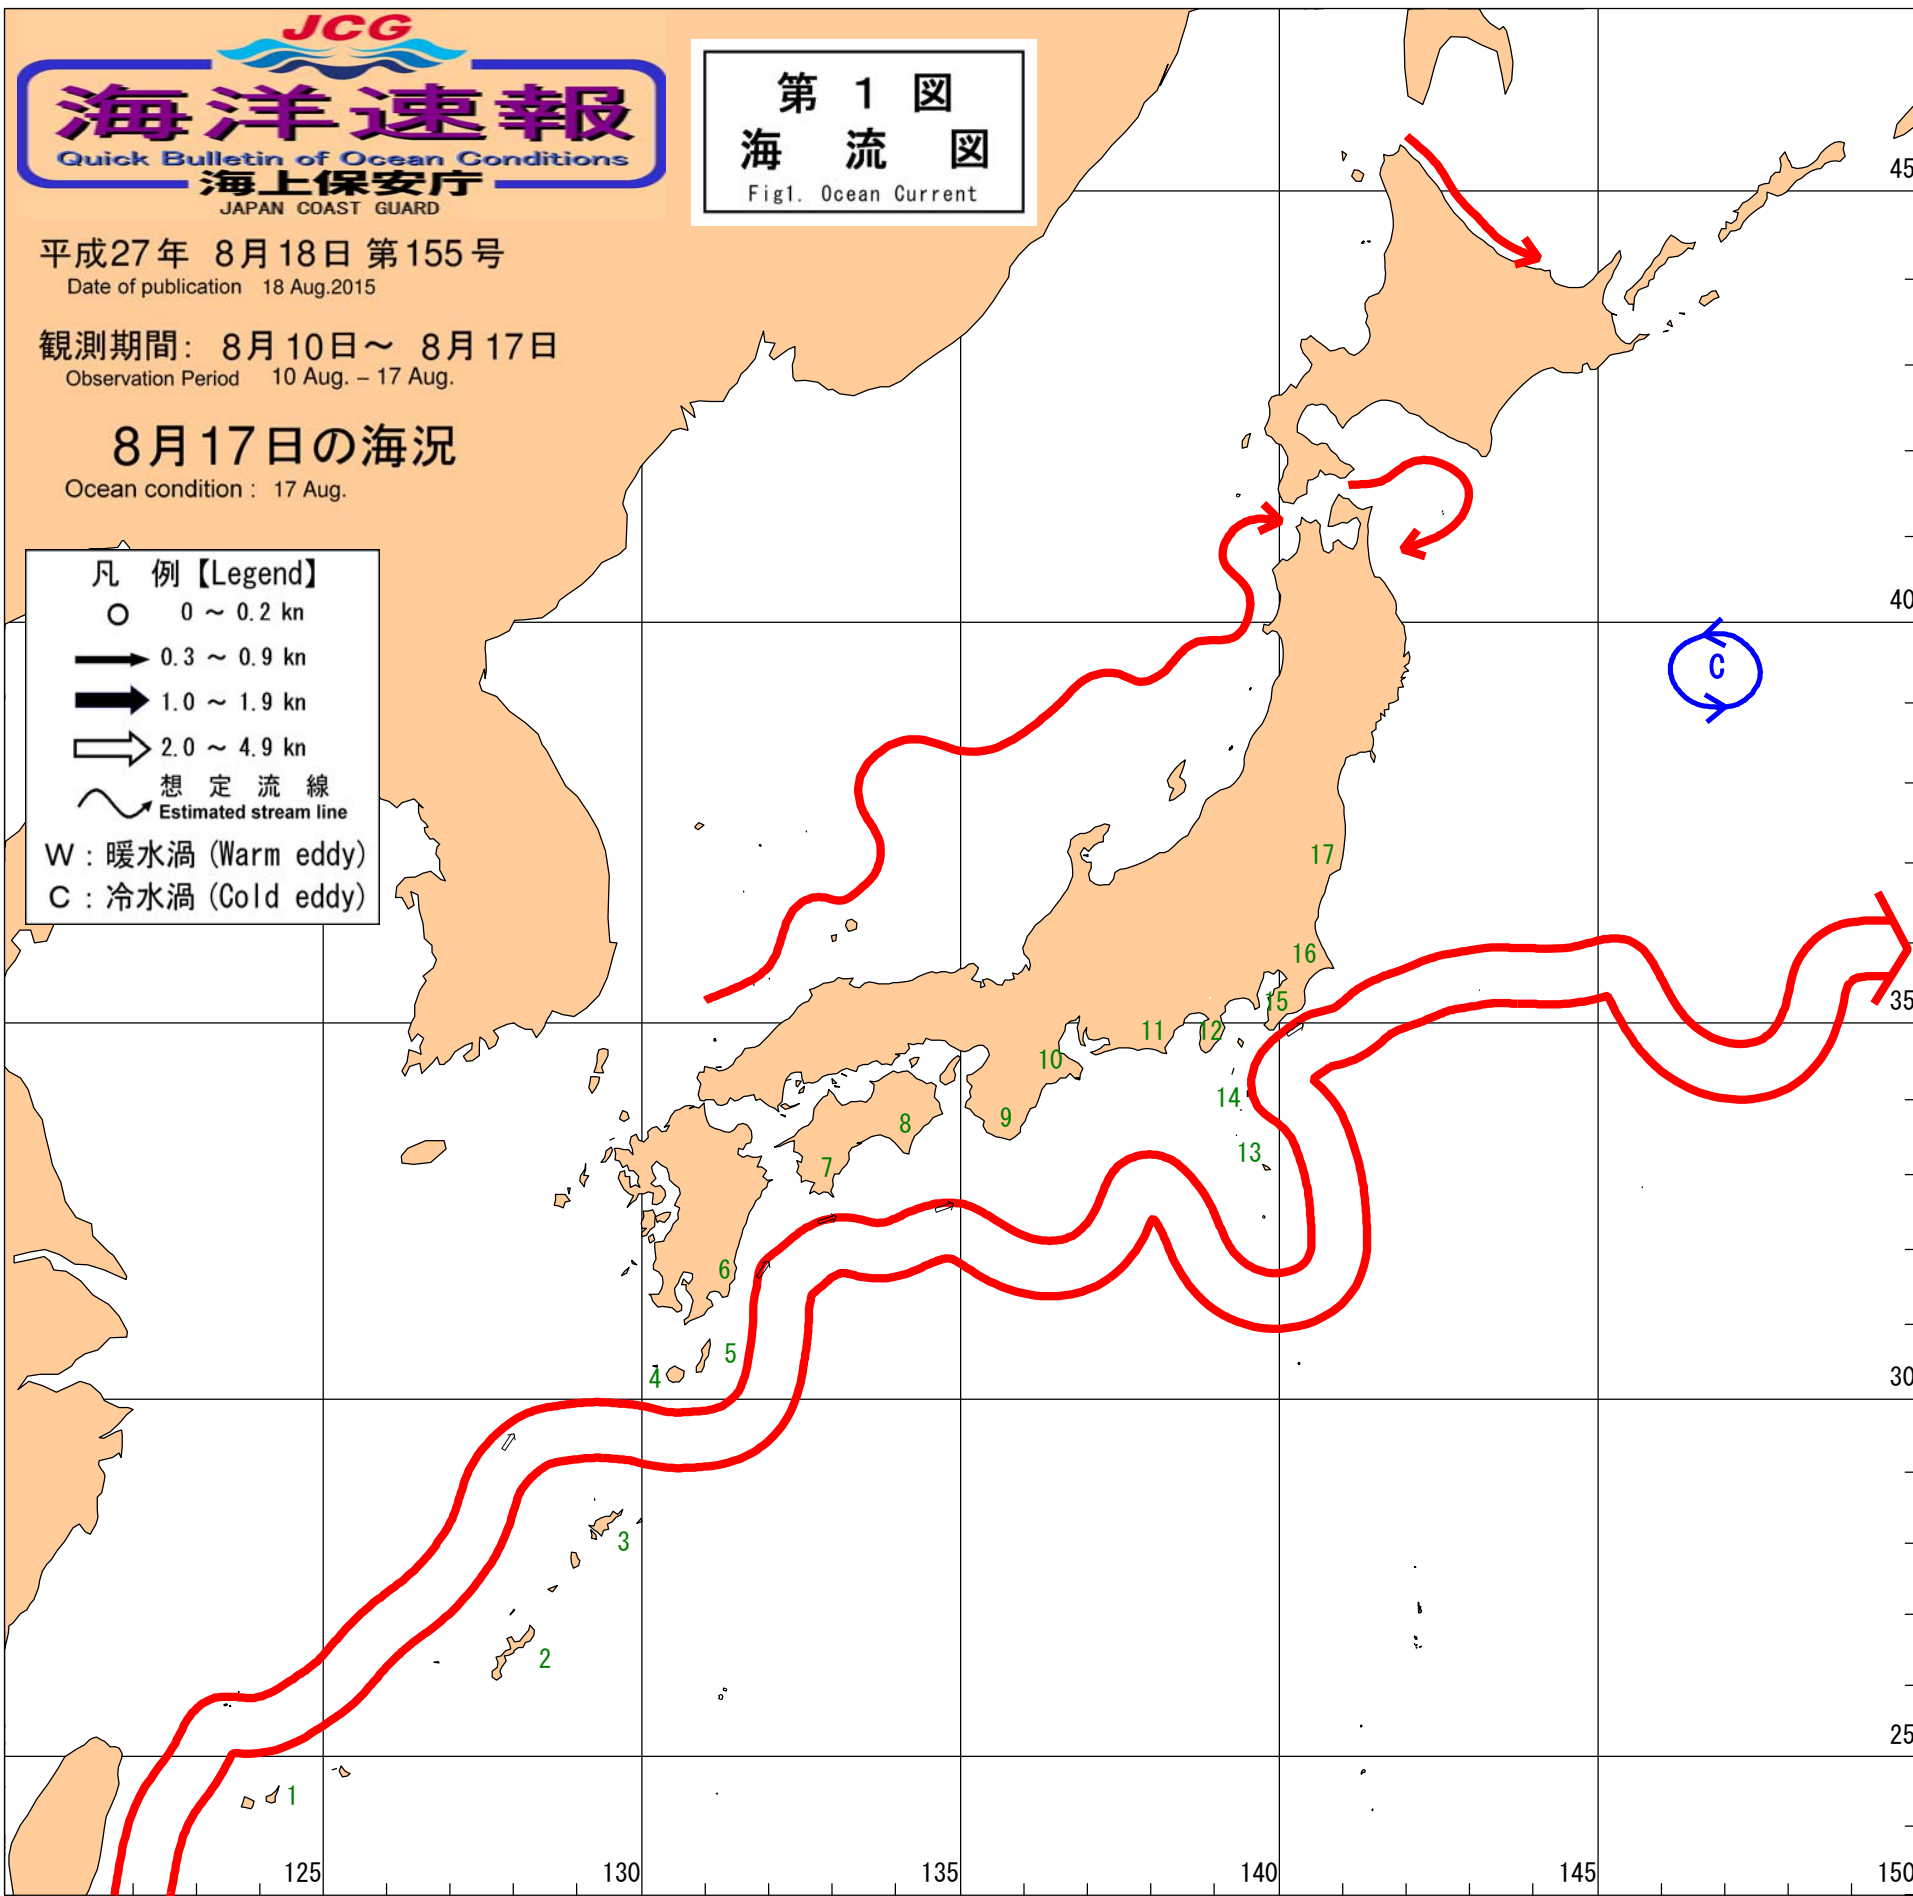 JCG
海洋速報
Quick Bulletin of Ocean Conditions
海上保安庁
JAPAN COAST GUARD
平成27年 8月18日 第155号
Date of publication 18 Aug.2015
観測期間: 8月10日～ 8月17日
Observation Period 10 Aug. – 17 Aug.
8月17日の海況
Ocean condition : 17 Aug.
第 1 図
海 流 図
Fig1. Ocean Current
凡 例【Legend】
0 ～ 0.2 kn
0.3 ～ 0.9 kn
1.0 ～ 1.9 kn
2.0 ～ 4.9 kn
想 定 流 線
Estimated stream line
W : 暖水渦 (Warm eddy)
C : 冷水渦 (Cold eddy)
45
40
C
17
16
35
15
12
11
10
14
9
8
13
7
6
5
4
30
3
2
25
1
125
130
135
140
145
150